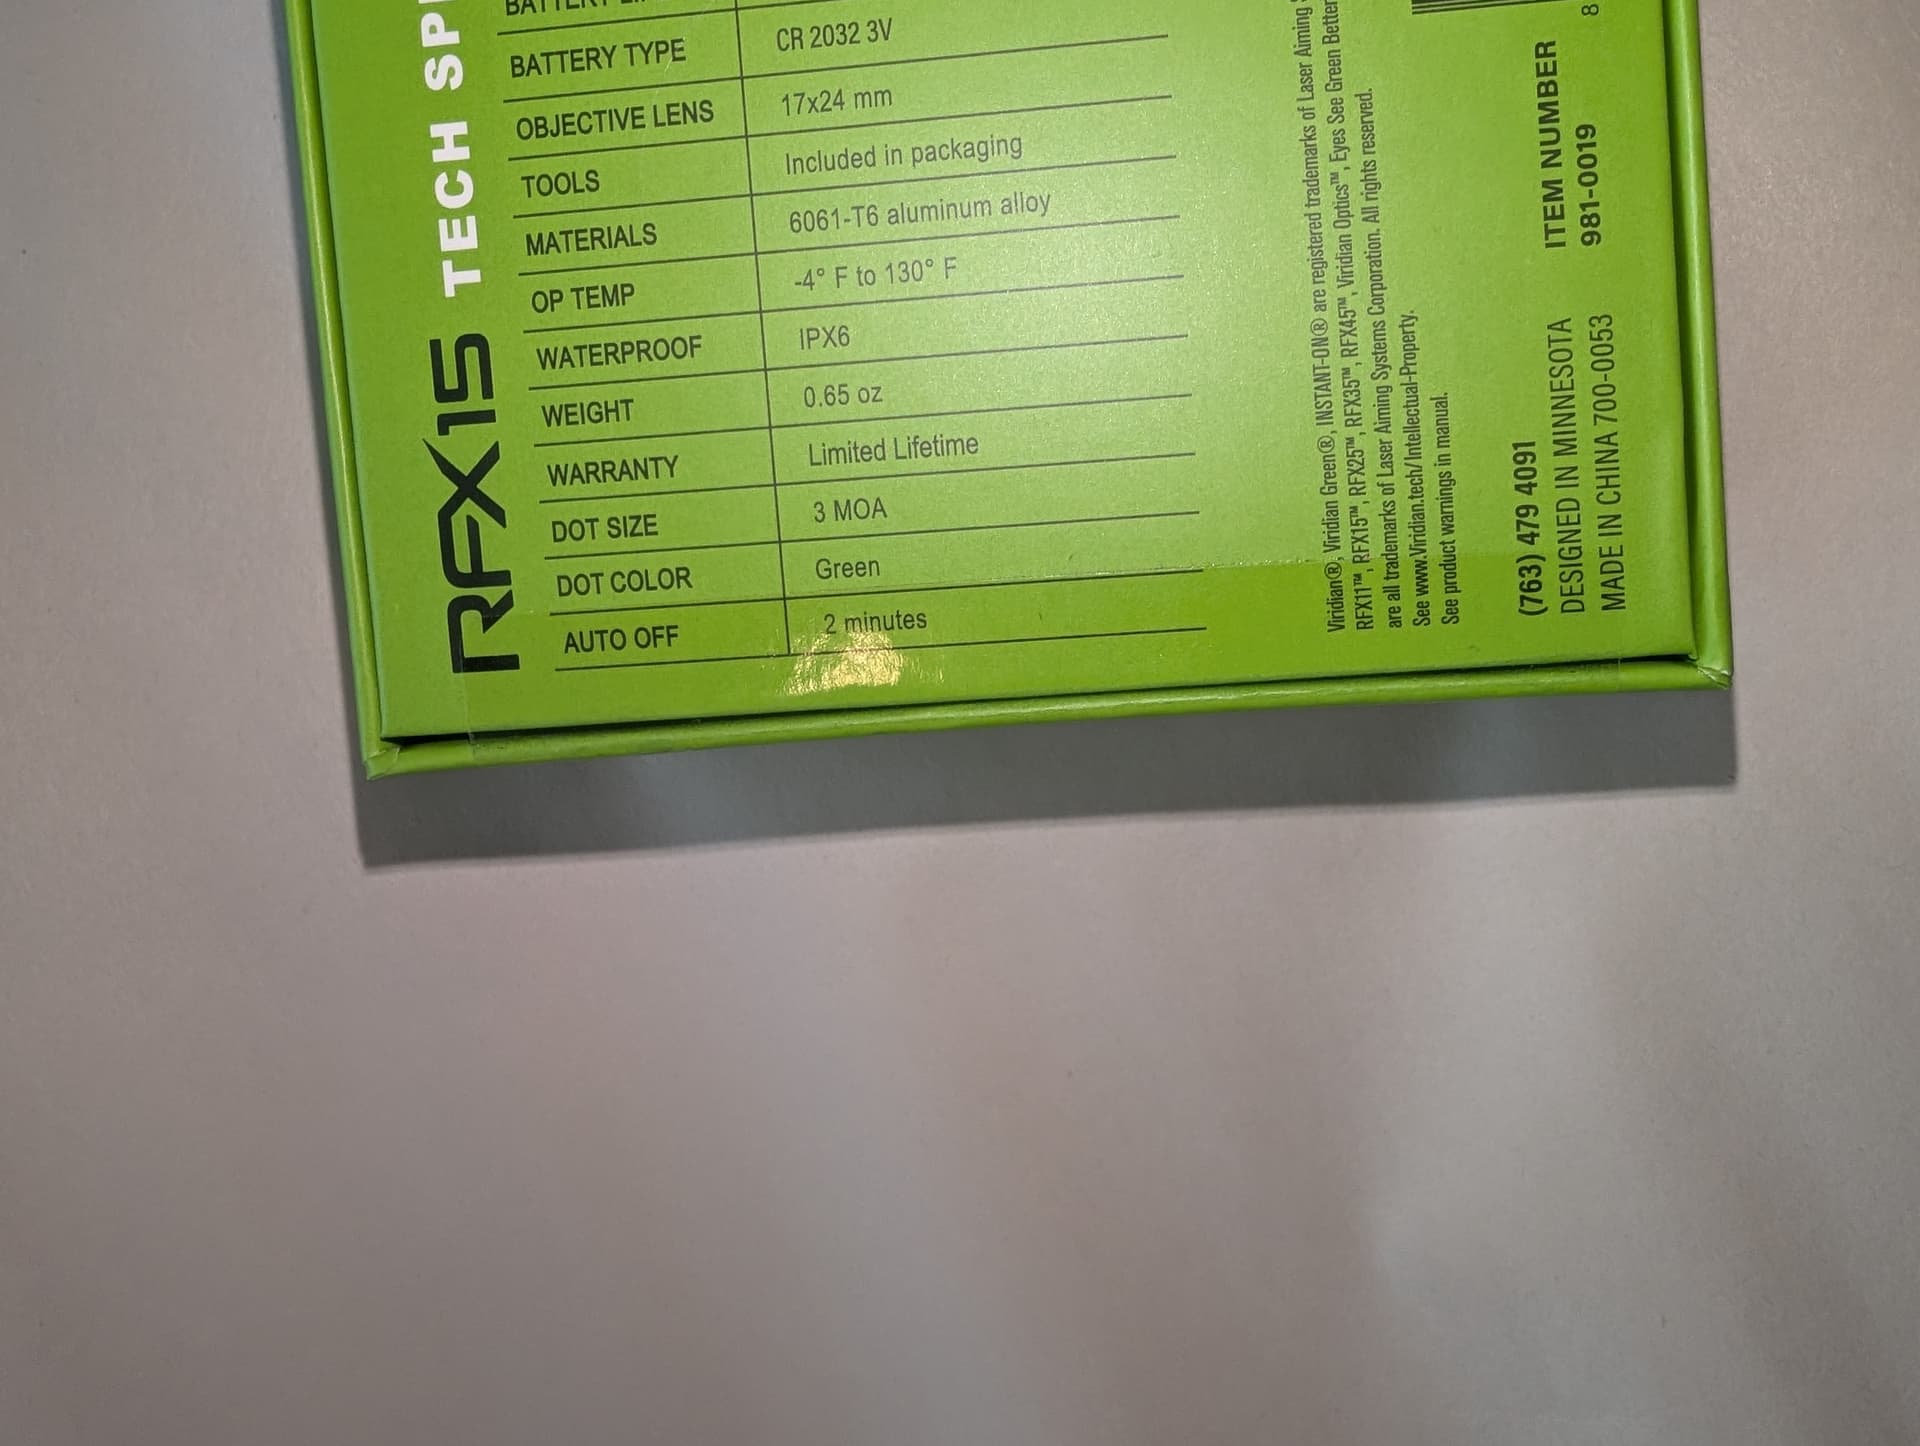 RFX15 TECH
BATTERY
BATTERY TYPE CR 2032 3V
OBJECTIVE LENS 17x24 mm
TOOLS Included in packaging
MATERIALS 6061-T6 aluminum alloy
OP TEMP -4° F to 130° F
WATERPROOF IPX6
WEIGHT 0.65 oz
WARRANTY Limited Lifetime
DOT SIZE 3 MOA
DOT COLOR Green
AUTO OFF 2 minutes
Viridian®, Viridian Green®, INSTANT-ON® are registered trademarks of Laser Aiming
RFX11™, RFX15™, RFX25™, RFX35™, RFX45™, Viridian Optics™, Eyes See Green Better
are all trademarks of Laser Aiming Systems Corporation. All rights reserved.
See www.Viridian.tech/Intellectual-Property.
See product warnings in manual.
(763) 479 4091
DESIGNED IN MINNESOTA
MADE IN CHINA 700-0053
ITEM NUMBER
981-0019
8